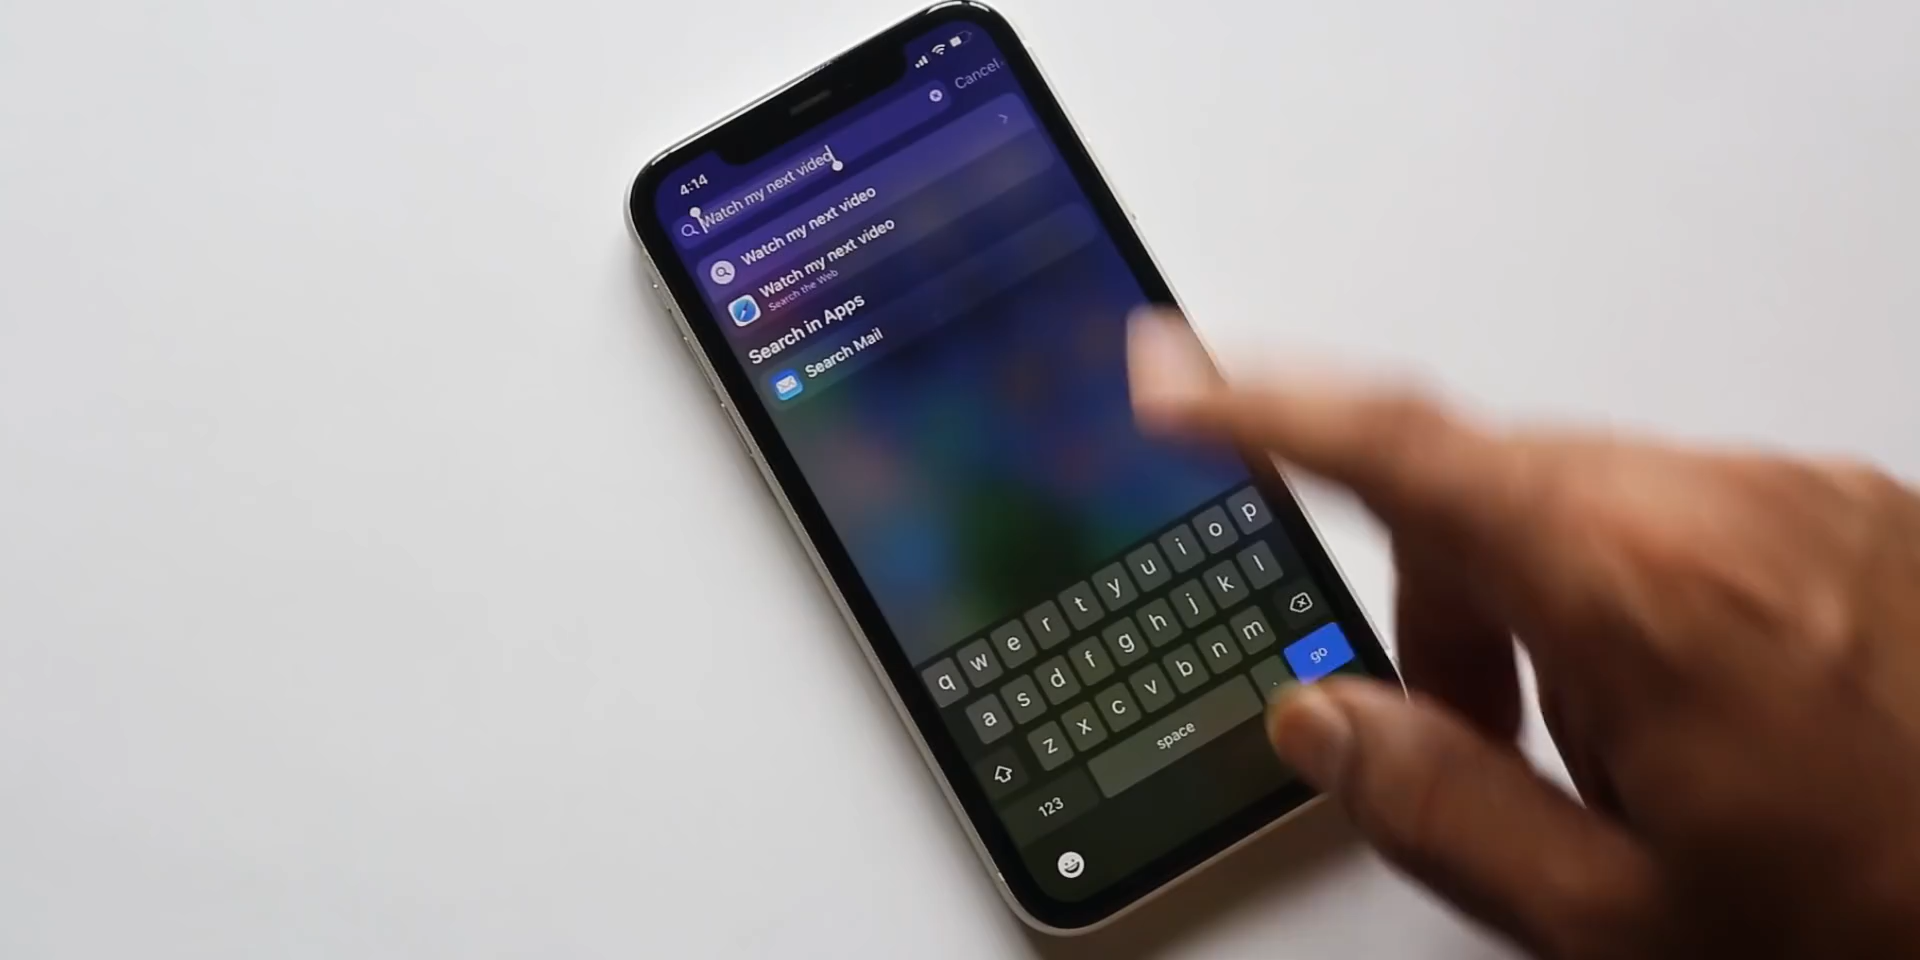 4:14
Cancel
Watch my next video
Watch my next video
Watch my next video
Search the Web
Search in Apps
Search Mail
q w e r t y u i o p
a s d f g h j k l
z x c v b n m
123 space . go